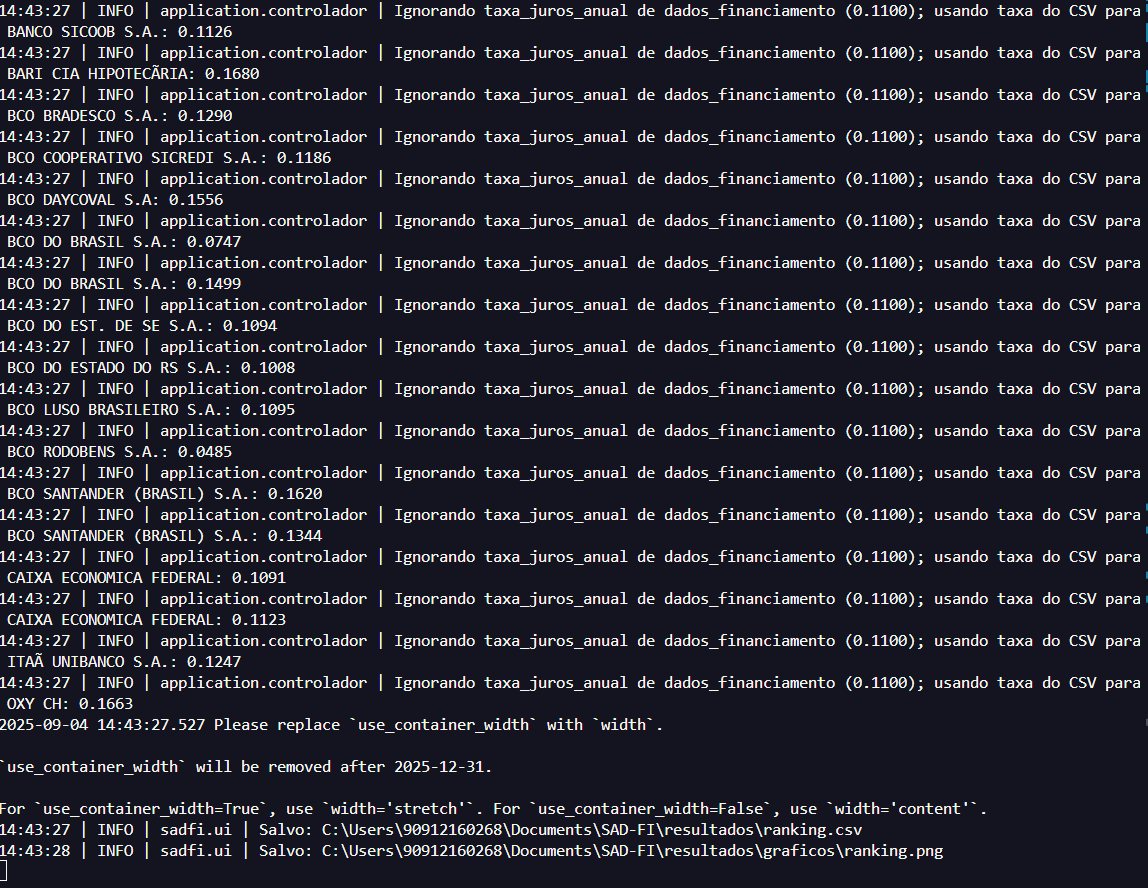 14:43:27 | INFO | application.controlador | Ignorando taxa_juros_anual de dados_financiamento (0.1100); usando taxa do CSV para
BANCO SICOOB S.A.: 0.1126
14:43:27 | INFO | application.controlador | Ignorando taxa_juros_anual de dados_financiamento (0.1100); usando taxa do CSV para
BARI CIA HIPOTECÃRIA: 0.1680
14:43:27 | INFO | application.controlador | Ignorando taxa_juros_anual de dados_financiamento (0.1100); usando taxa do CSV para
BCO BRADESCO S.A.: 0.1290
14:43:27 | INFO | application.controlador | Ignorando taxa_juros_anual de dados_financiamento (0.1100); usando taxa do CSV para
BCO COOPERATIVO SICREDI S.A.: 0.1186
14:43:27 | INFO | application.controlador | Ignorando taxa_juros_anual de dados_financiamento (0.1100); usando taxa do CSV para
BCO DAYCOVAL S.A: 0.1556
14:43:27 | INFO | application.controlador | Ignorando taxa_juros_anual de dados_financiamento (0.1100); usando taxa do CSV para
BCO DO BRASIL S.A.: 0.0747
14:43:27 | INFO | application.controlador | Ignorando taxa_juros_anual de dados_financiamento (0.1100); usando taxa do CSV para
BCO DO BRASIL S.A.: 0.1499
14:43:27 | INFO | application.controlador | Ignorando taxa_juros_anual de dados_financiamento (0.1100); usando taxa do CSV para
BCO DO EST. DE SE S.A.: 0.1094
14:43:27 | INFO | application.controlador | Ignorando taxa_juros_anual de dados_financiamento (0.1100); usando taxa do CSV para
BCO DO ESTADO DO RS S.A.: 0.1008
14:43:27 | INFO | application.controlador | Ignorando taxa_juros_anual de dados_financiamento (0.1100); usando taxa do CSV para
BCO LUSO BRASILEIRO S.A.: 0.1095
14:43:27 | INFO | application.controlador | Ignorando taxa_juros_anual de dados_financiamento (0.1100); usando taxa do CSV para
BCO RODOBENS S.A.: 0.0485
14:43:27 | INFO | application.controlador | Ignorando taxa_juros_anual de dados_financiamento (0.1100); usando taxa do CSV para
BCO SANTANDER (BRASIL) S.A.: 0.1620
14:43:27 | INFO | application.controlador | Ignorando taxa_juros_anual de dados_financiamento (0.1100); usando taxa do CSV para
BCO SANTANDER (BRASIL) S.A.: 0.1344
14:43:27 | INFO | application.controlador | Ignorando taxa_juros_anual de dados_financiamento (0.1100); usando taxa do CSV para
CAIXA ECONOMICA FEDERAL: 0.1091
14:43:27 | INFO | application.controlador | Ignorando taxa_juros_anual de dados_financiamento (0.1100); usando taxa do CSV para
CAIXA ECONOMICA FEDERAL: 0.1123
14:43:27 | INFO | application.controlador | Ignorando taxa_juros_anual de dados_financiamento (0.1100); usando taxa do CSV para
ITAÃ UNIBANCO S.A.: 0.1247
14:43:27 | INFO | application.controlador | Ignorando taxa_juros_anual de dados_financiamento (0.1100); usando taxa do CSV para
OXY CH: 0.1663
2025-09-04 14:43:27.527 Please replace `use_container_width` with `width`.
`use_container_width` will be removed after 2025-12-31.
For `use_container_width=True`, use `width='stretch'`. For `use_container_width=False`, use `width='content'`.
14:43:27 | INFO | sadfi.ui | Salvo: C:\Users\90912160268\Documents\SAD-FI\resultados\ranking.csv
14:43:28 | INFO | sadfi.ui | Salvo: C:\Users\90912160268\Documents\SAD-FI\resultados\graficos\ranking.png